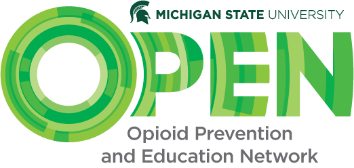 MICHIGAN STATE UNIVERSITY
OPEN
Opioid Prevention
and Education Network